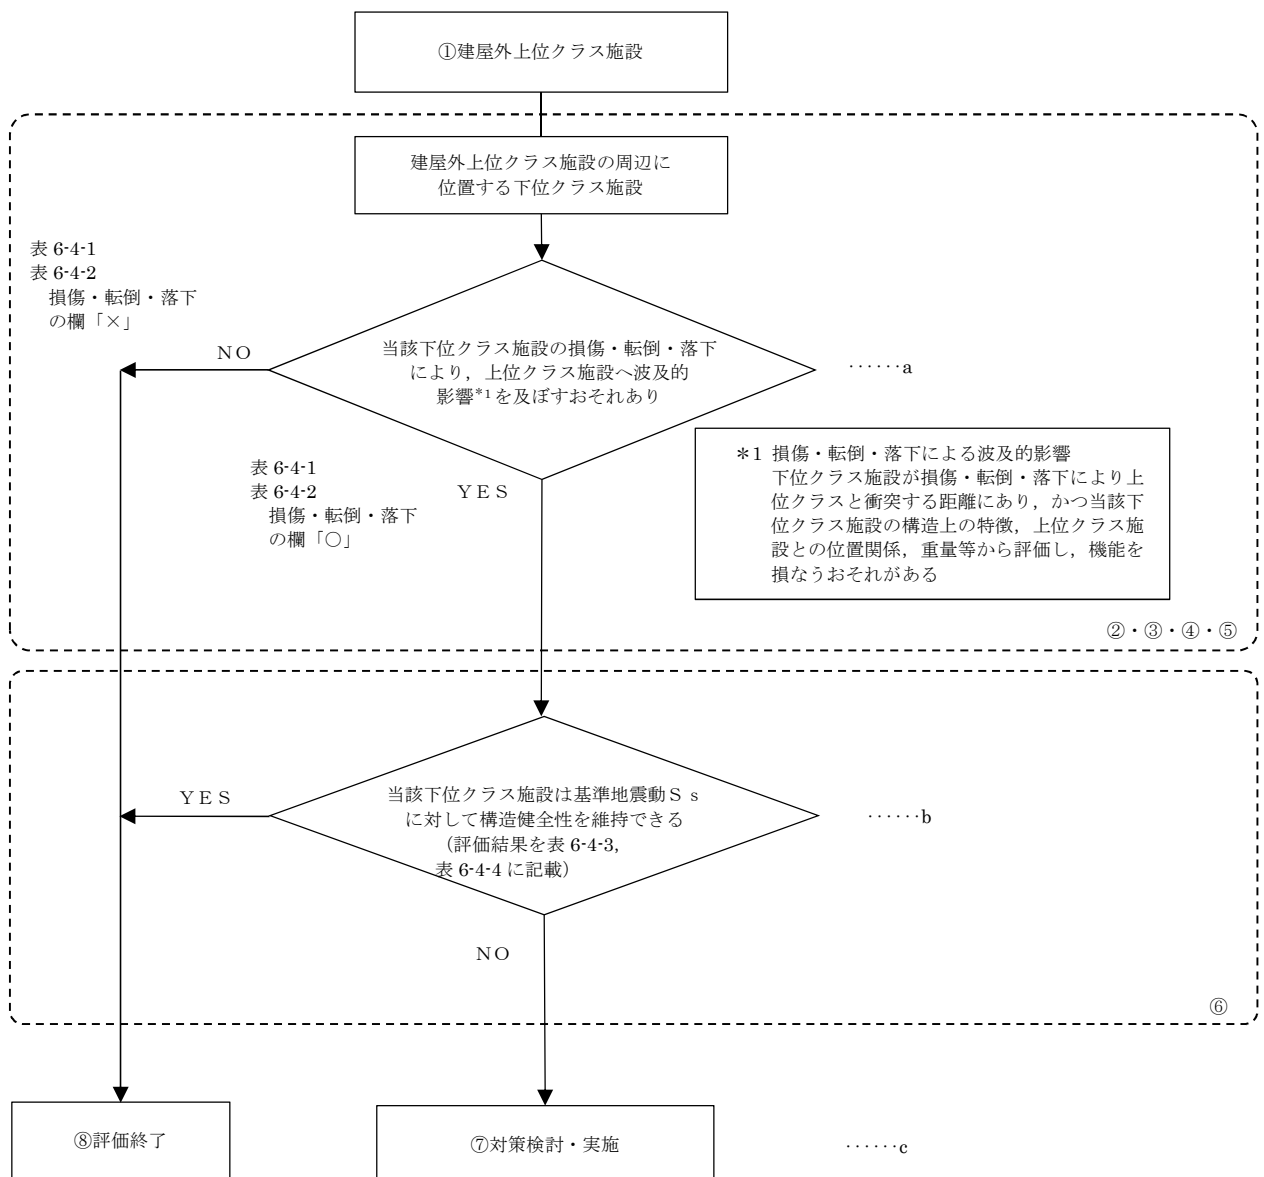 ①建屋外上位クラス施設
建屋外上位クラス施設の周辺に
位置する下位クラス施設
表 6-4-1
表 6-4-2
損傷・転倒・落下
の欄「×」
NO
当該下位クラス施設の損傷・転倒・落下
により，上位クラス施設へ波及的
影響*1を及ぼすおそれあり
······a
表 6-4-1
表 6-4-2
損傷・転倒・落下
の欄「○」
YES
*1 損傷・転倒・落下による波及的影響
下位クラス施設が損傷・転倒・落下により上
位クラスと衝突する距離にあり，かつ当該下
位クラス施設の構造上の特徴，上位クラス施
設との位置関係，重量等から評価し，機能を
損なうおそれがある
②・③・④・⑤
YES
当該下位クラス施設は基準地震動Ｓｓ
に対して構造健全性を維持できる
（評価結果を表 6-4-3,
表 6-4-4 に記載）
······b
NO
⑥
⑧評価終了
⑦対策検討・実施
······c